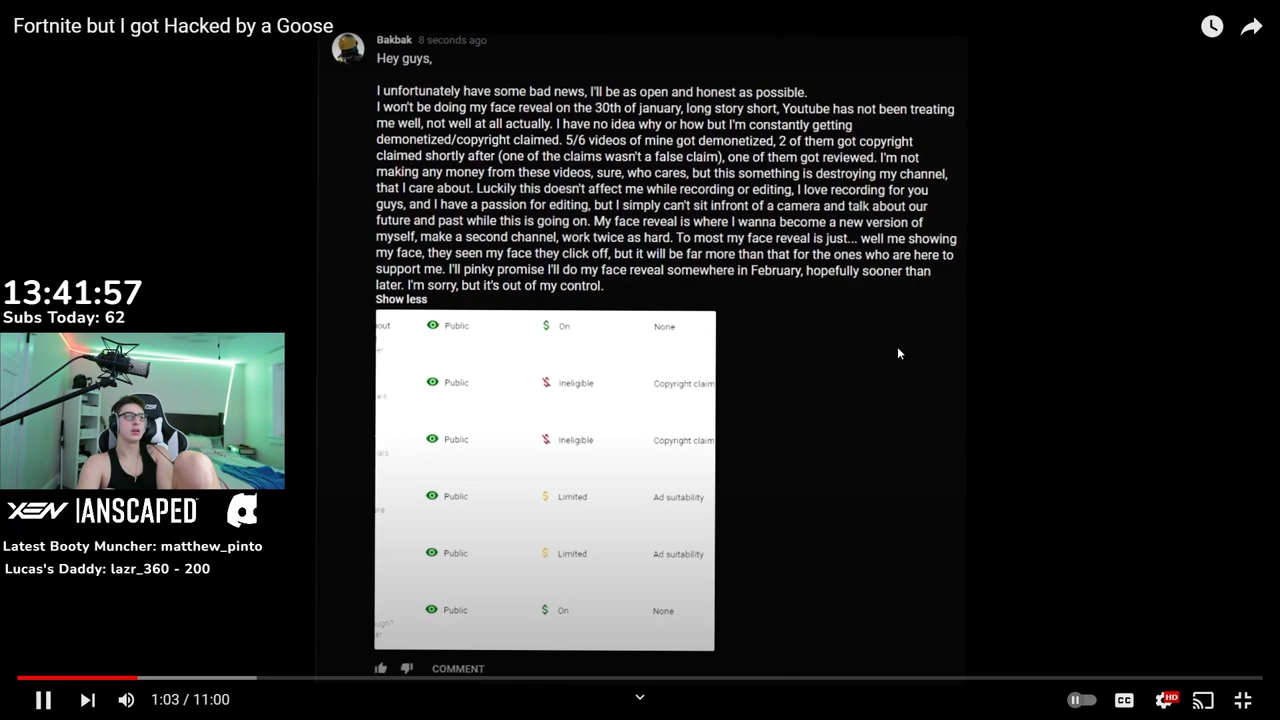 Fortnite but I got Hacked by a Goose
Bakbak 8 seconds ago
Hey guys,
I unfortunately have some bad news, I'll be as open and honest as possible.
I won't be doing my face reveal on the 30th of january, long story short, Youtube has not been treating
me well, not well at all actually. I have no idea why or how but I'm constantly getting
demonetized/copyright claimed. 5/6 videos of mine got demonetized, 2 of them got copyright
claimed shortly after (one of the claims wasn't a false claim), one of them got reviewed. I'm not
making any money from these videos, sure, who cares, but this something is destroying my channel,
that I care about. Luckily this doesn't affect me while recording or editing, I love recording for you
guys, and I have a passion for editing, but I simply can't sit infront of a camera and talk about our
future and past while this is going on. My face reveal is where I wanna become a new version of
myself, make a second channel, work twice as hard. To most my face reveal is just... well me showing
my face, they seen my face they click off, but it will be far more than that for the ones who are here to
support me. I'll pinky promise I'll do my face reveal somewhere in February, hopefully sooner than
later. I'm sorry, but it's out of my control.
Show less
out Public $ On None
er
Public Ineligible Copyright claim
als
Public Ineligible Copyright claim
als
Public $ Limited Ad suitability
re
Public $ Limited Ad suitability
Public $ On None
ugh?
er
COMMENT
13:41:57
Subs Today: 62
XEN |ANSCAPED™
Latest Booty Muncher: matthew_pinto
Lucas's Daddy: lazr_360 - 200
1:03 / 11:00
CC
HD